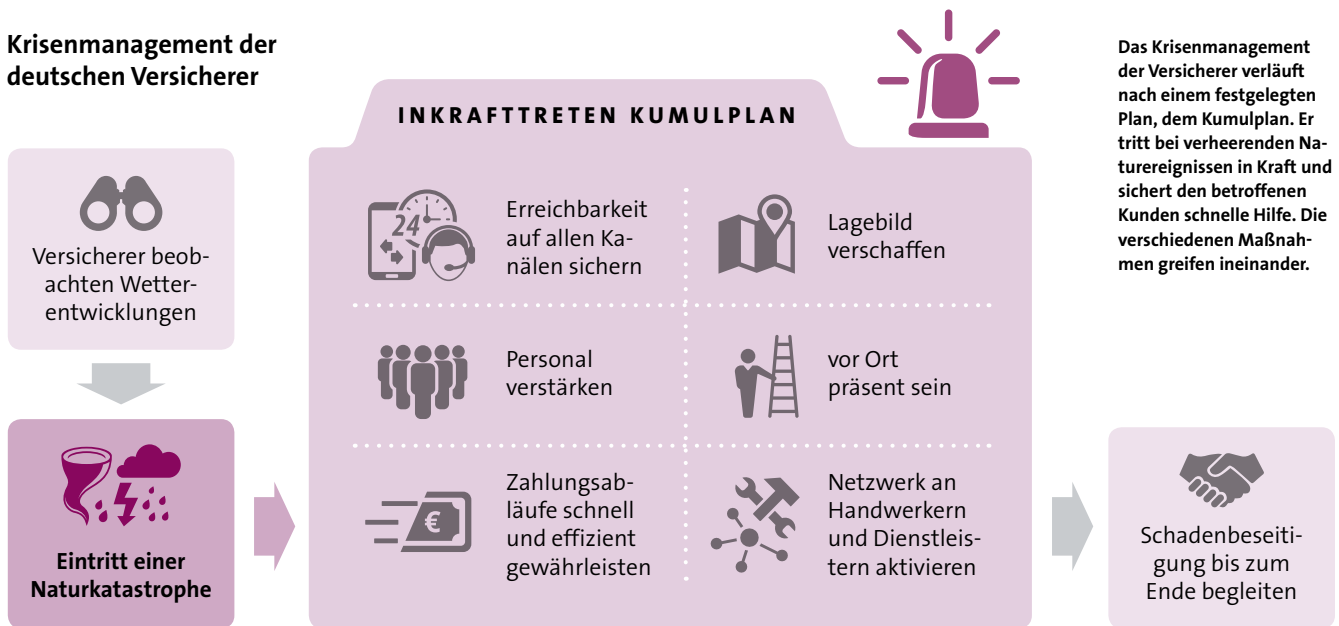 Krisenmanagement der
deutschen Versicherer
Versicherer beob-
achten Wetter-
entwicklungen
Eintritt einer
Naturkatastrophe
INKRAFTTRETEN KUMULPLAN
24
Erreichbarkeit
auf allen Ka-
nälen sichern
Lagebild
verschaffen
Personal
verstärken
vor Ort
präsent sein
€
Zahlungsab-
läufe schnell
und effizient
gewährleisten
Netzwerk an
Handwerkern
und Dienstleis-
tern aktivieren
Das Krisenmanagement
der Versicherer verläuft
nach einem festgelegten
Plan, dem Kumulplan. Er
tritt bei verheerenden Na-
turereignissen in Kraft und
sichert den betroffenen
Kunden schnelle Hilfe. Die
verschiedenen Maßnah-
men greifen ineinander.
Schadenbeseiti-
gung bis zum
Ende begleiten